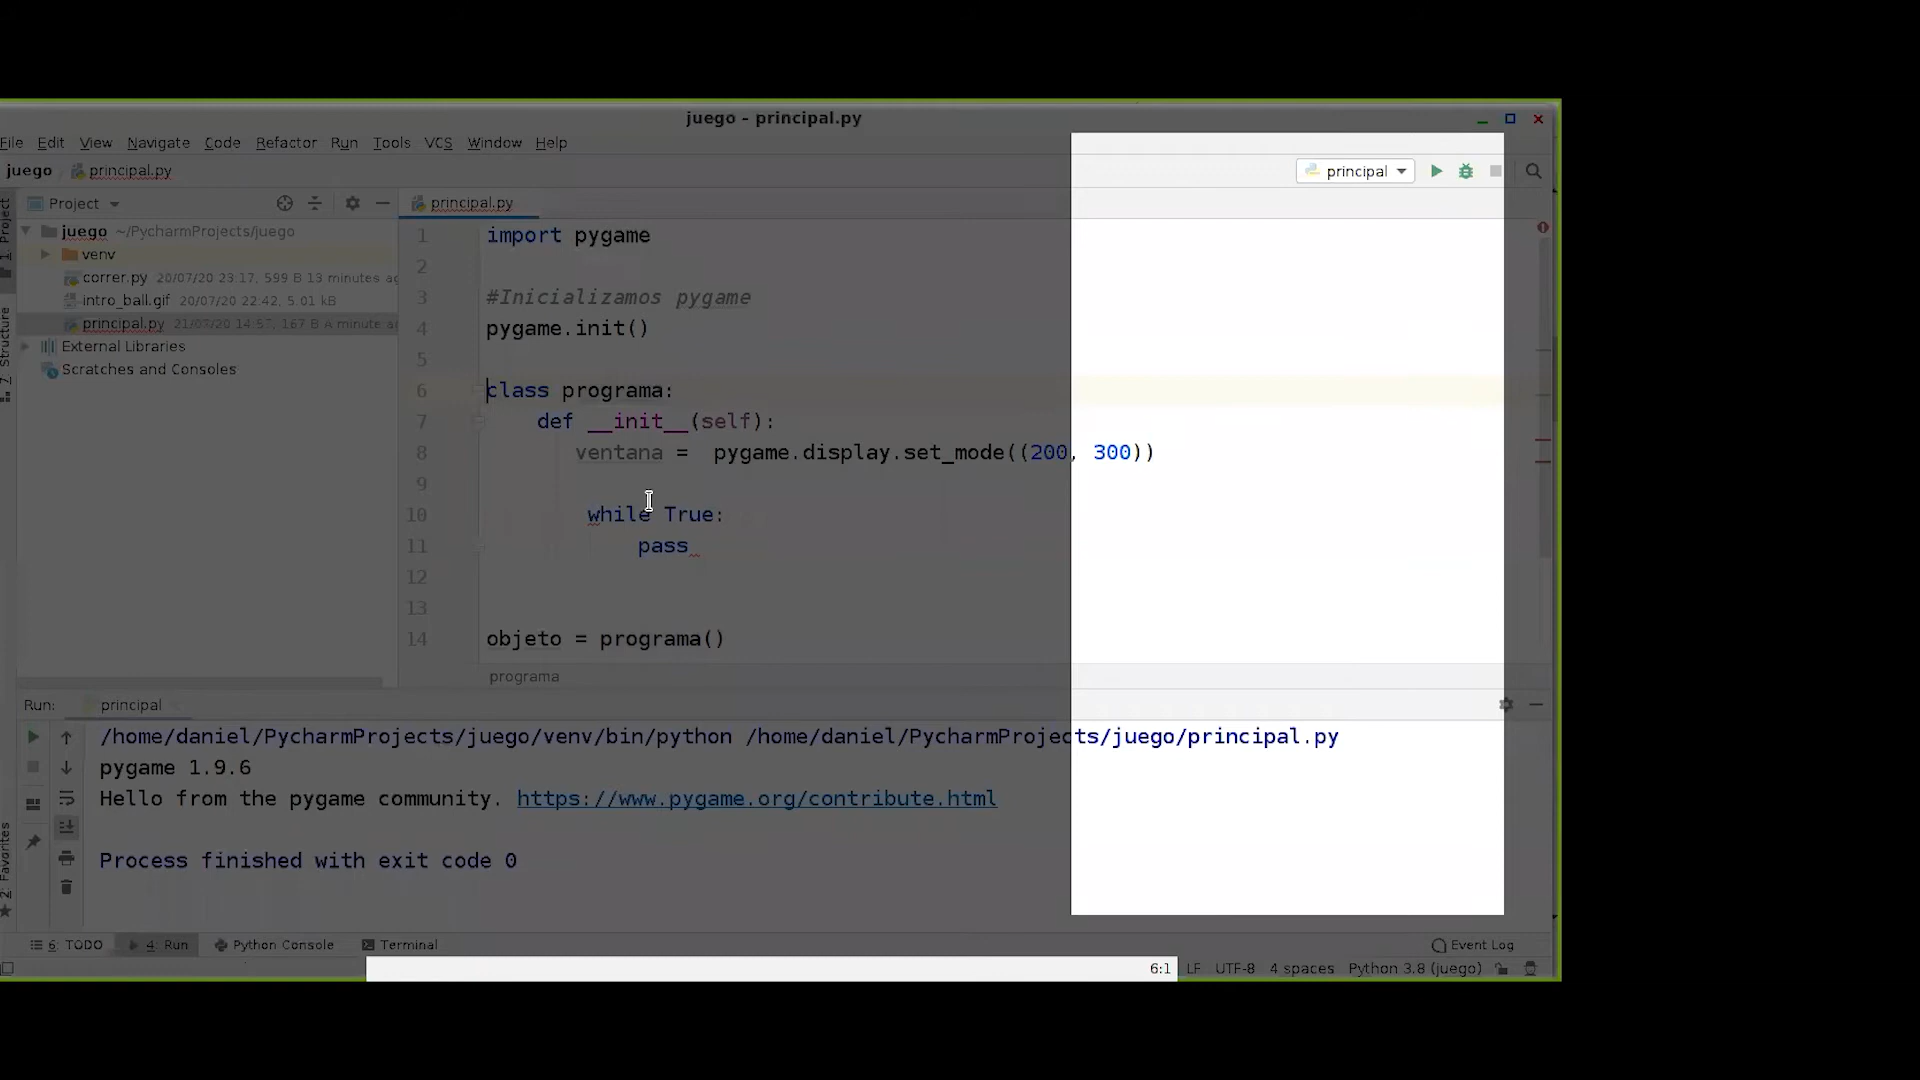 juego - principal.py
File Edit View Navigate Code Refactor Run Tools VCS Window Help
juego principal.py
principal
1: Project
Project
principal.py
juego ~/PycharmProjects/juego
venv
correr.py 20/07/20 23:17, 599 B 13 minutes ag
intro_ball.gif 20/07/20 22:42, 5.01 kB
principal.py 21/07/20 14:57, 167 B A minute ag
External Libraries
Scratches and Consoles
7: Structure
1 import pygame
2
3 #Inicializamos pygame
4 pygame.init()
5
6 class programa:
7 def __init__(self):
8 ventana =  pygame.display.set_mode((200, 300))
9
10 while True:
11 pass
12
13
14 objeto = programa()
programa
Run: principal
/home/daniel/PycharmProjects/juego/venv/bin/python /home/daniel/PycharmProjects/juego/principal.py
pygame 1.9.6
Hello from the pygame community. https://www.pygame.org/contribute.html
Process finished with exit code 0
2: Favorites
6: TODO 4: Run Python Console Terminal Event Log
6:1 LF UTF-8 4 spaces Python 3.8 (juego)